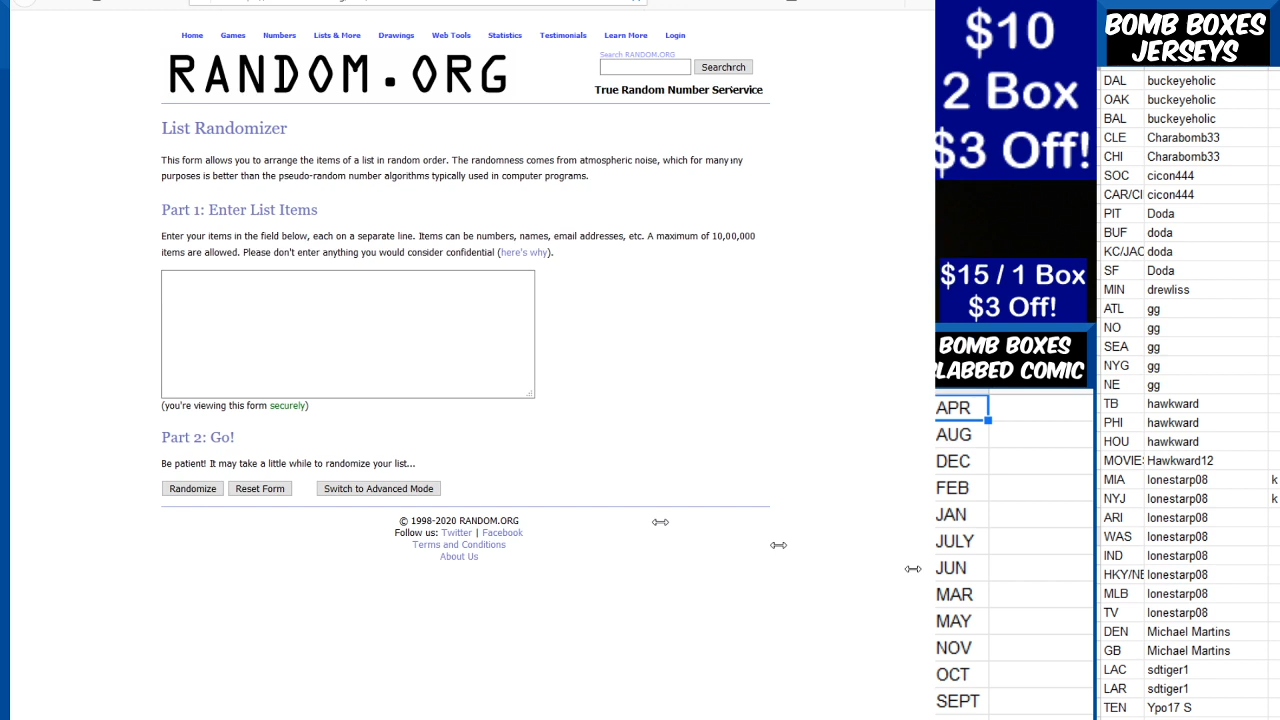 Home Games Numbers Lists & More Drawings Web Tools Statistics Testimonials Learn More Login
Search RANDOM.ORG
RANDOM.ORG
Searchrch
True Random Number Serservice
List Randomizer
This form allows you to arrange the items of a list in random order. The randomness comes from atmospheric noise, which for many iny
purposes is better than the pseudo-random number algorithms typically used in computer programs.
Part 1: Enter List Items
Enter your items in the field below, each on a separate line. Items can be numbers, names, email addresses, etc. A maximum of 10,00,000
items are allowed. Please don't enter anything you would consider confidential (here's why).
(you're viewing this form securely)
Part 2: Go!
Be patient! It may take a little while to randomize your list...
Randomize Reset Form Switch to Advanced Mode
© 1998-2020 RANDOM.ORG
Follow us: Twitter | Facebook
Terms and Conditions
About Us
$10
2 Box
$3 Off!
$15 / 1 Box
$3 Off!
BOMB BOXES
LABBED COMIC
APR
AUG
DEC
FEB
JAN
JULY
JUN
MAR
MAY
NOV
OCT
SEPT
BOMB BOXES
JERSEYS
DAL buckeyeholic
OAK buckeyeholic
BAL buckeyeholic
CLE Charabomb33
CHI Charabomb33
SOC cicon444
CAR/CI cicon444
PIT Doda
BUF doda
KC/JAC doda
SF Doda
MIN drewliss
ATL gg
NO gg
SEA gg
NYG gg
NE gg
TB hawkward
PHI hawkward
HOU hawkward
MOVIES Hawkward12
MIA lonestarp08 k
NYJ lonestarp08 k
ARI lonestarp08
WAS lonestarp08
IND lonestarp08
HKY/NE lonestarp08
MLB lonestarp08
TV lonestarp08
DEN Michael Martins
GB Michael Martins
LAC sdtiger1
LAR sdtiger1
TEN Ypo17 S